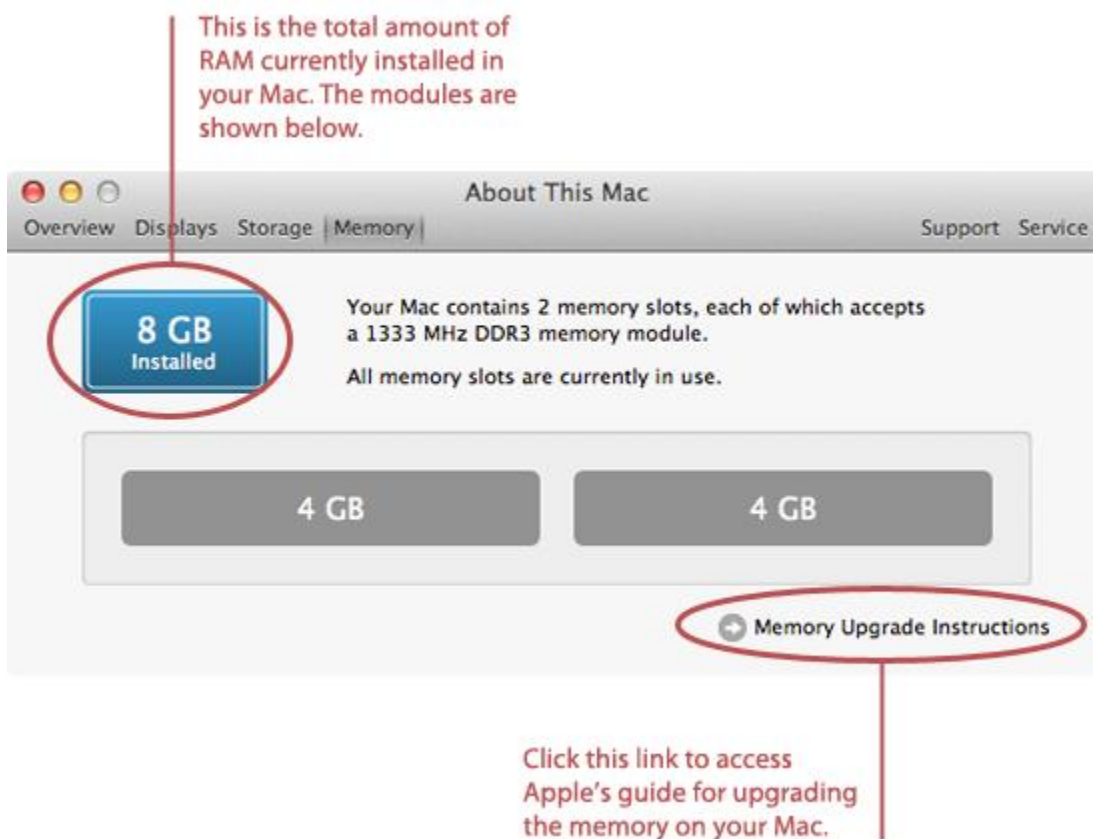 This is the total amount of
RAM currently installed in
your Mac. The modules are
shown below.
About This Mac
Overview Displays Storage Memory Support Service
8 GB
Installed
Your Mac contains 2 memory slots, each of which accepts
a 1333 MHz DDR3 memory module.
All memory slots are currently in use.
4 GB 4 GB
Memory Upgrade Instructions
Click this link to access
Apple's guide for upgrading
the memory on your Mac.